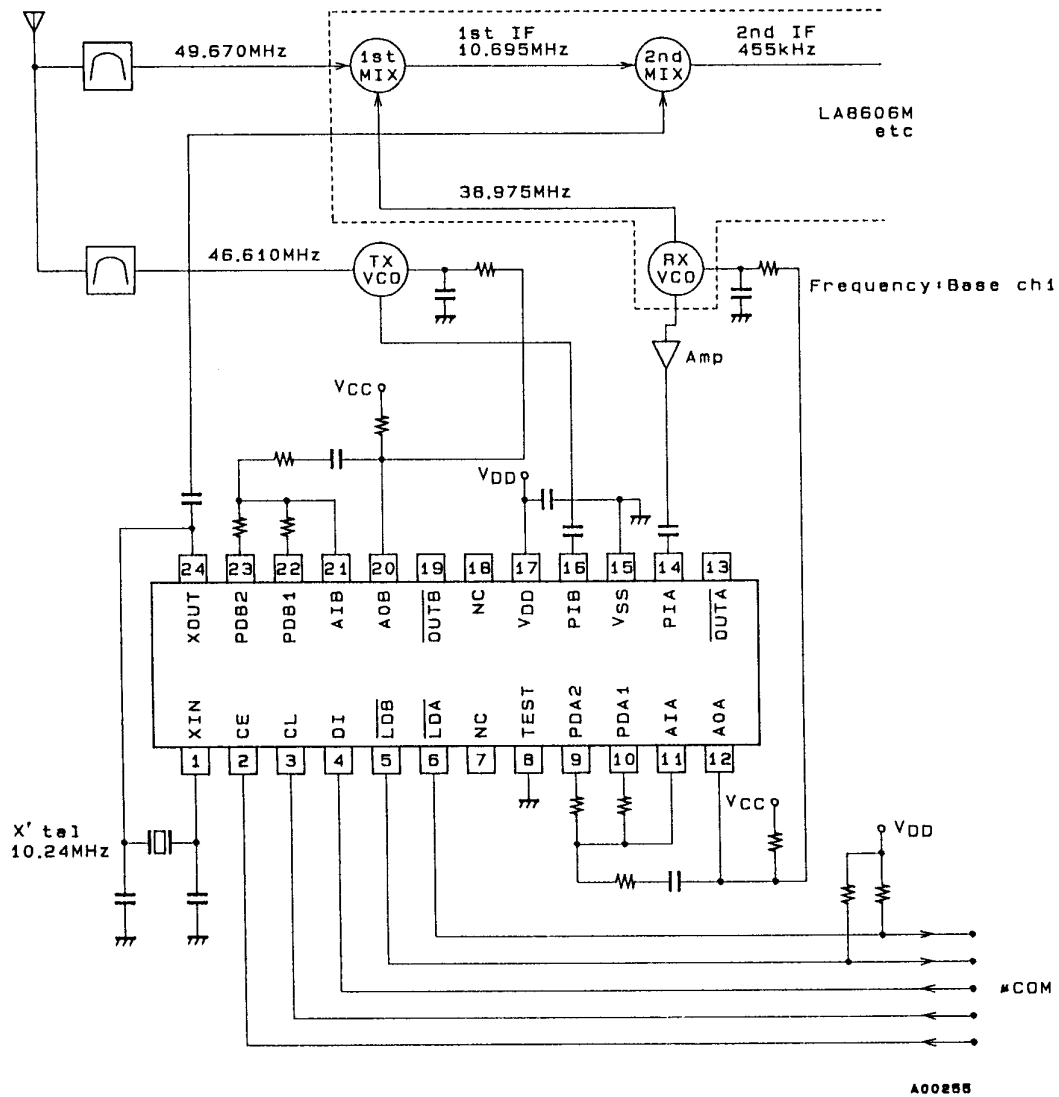 1st IF
10.695MHz
2nd IF
455kHz
49.670MHz
1st
MIX
2nd
MIX
LA8606M
etc
38.975MHz
46.610MHz
TX
VCO
RX
VCO
Frequency:Base ch1
Amp
VCC
VDD
24 23 22 21 20 19 18 17 16 15 14 13
XOUT PDB2 PDB1 AIB AOB OUTB NC VDD PIB VSS PIA OUTA
XIN CE CL DI LDB LDA NC TEST PDA2 PDA1 AIA AOA
1 2 3 4 5 6 7 8 9 10 11 12
VCC
VDD
X' tal
10.24MHz
μCOM
A00255